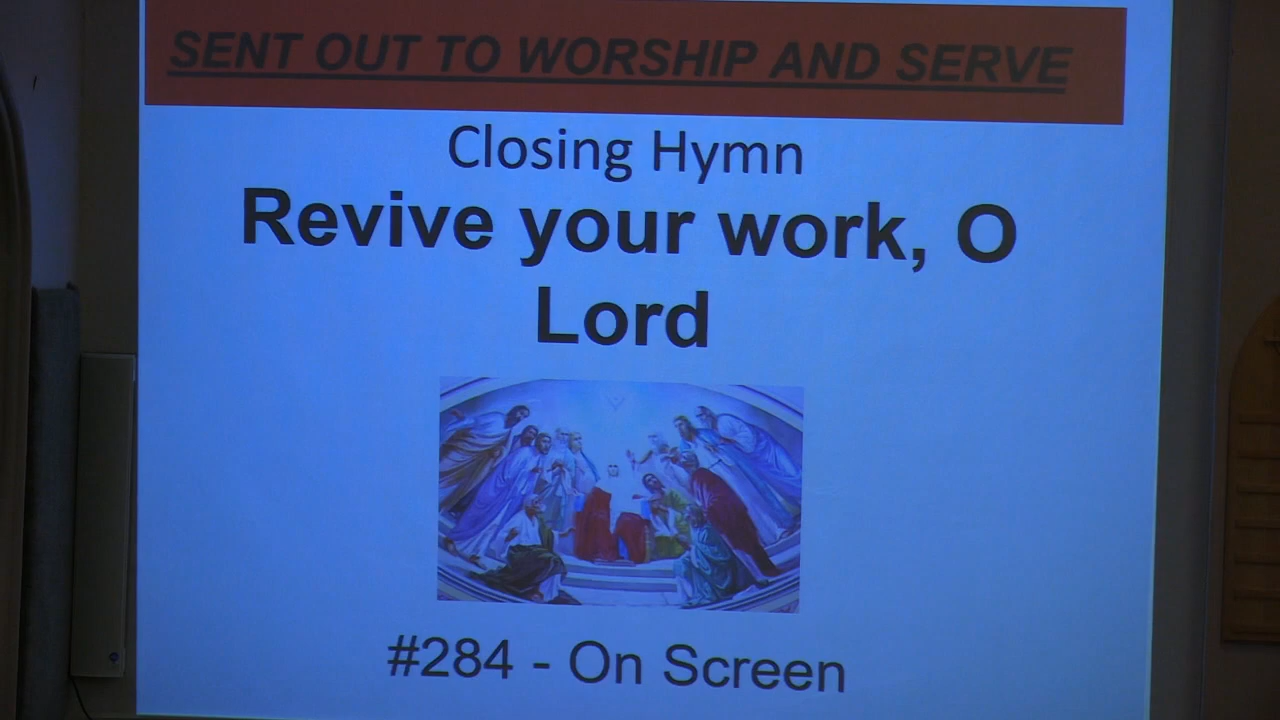 SENT OUT TO WORSHIP AND SERVE
Closing Hymn
Revive your work, O
Lord
#284 - On Screen